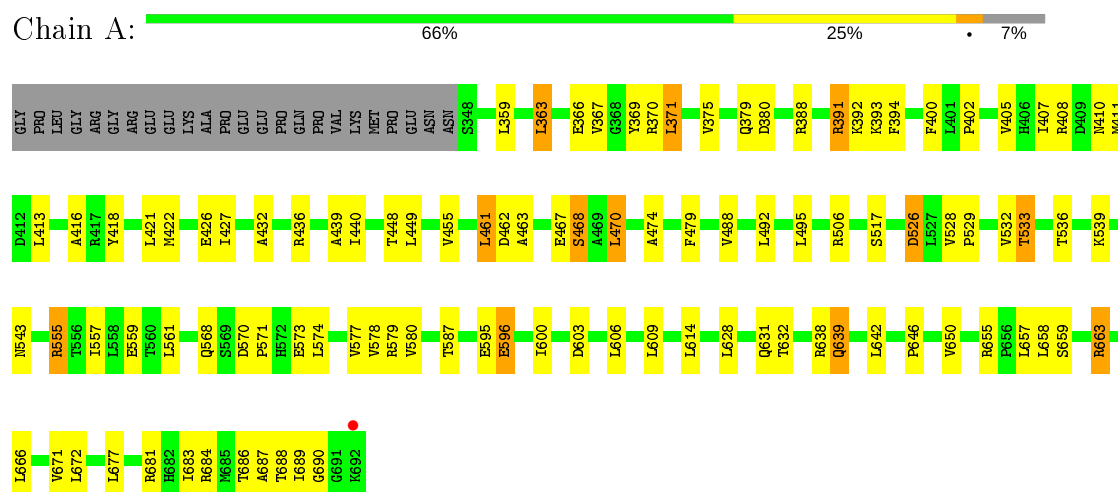 Chain A:
66% 25% • 7%
GLY PRO LEU GLY ARG GLY ARG GLU GLU LYS ALA PRO GLU GLU PRO GLN PRO VAL LYS MET PRO GLU ASN ASN S348 L359 L363 E366 V367 G368 Y369 R370 L371 V375 Q379 D380 R388 R391 K392 K393 F394 F400 L401 P402 V405 H406 I407 R408 D409 N410 M411
D412 L413 A416 R417 Y418 L421 M422 E426 I427 A432 R436 A439 I440 T448 L449 V455 L461 D462 A463 E467 S468 A469 L470 A474 F479 V488 L492 L495 R506 S517 D526 L527 V528 P529 V532 T533 T536 K539
N543 R555 T556 I557 L558 E559 T560 L561 Q568 S569 D570 P571 H572 E573 L574 V577 V578 R579 V580 T587 E595 E596 I600 D603 L606 L609 L614 L628 Q631 T632 R638 Q639 L642 P646 V650 R655 P656 L657 L658 S659 R663
L666 V671 L672 L677 R681 H682 I683 R684 M685 T686 A687 T688 I689 G690 G691 K692